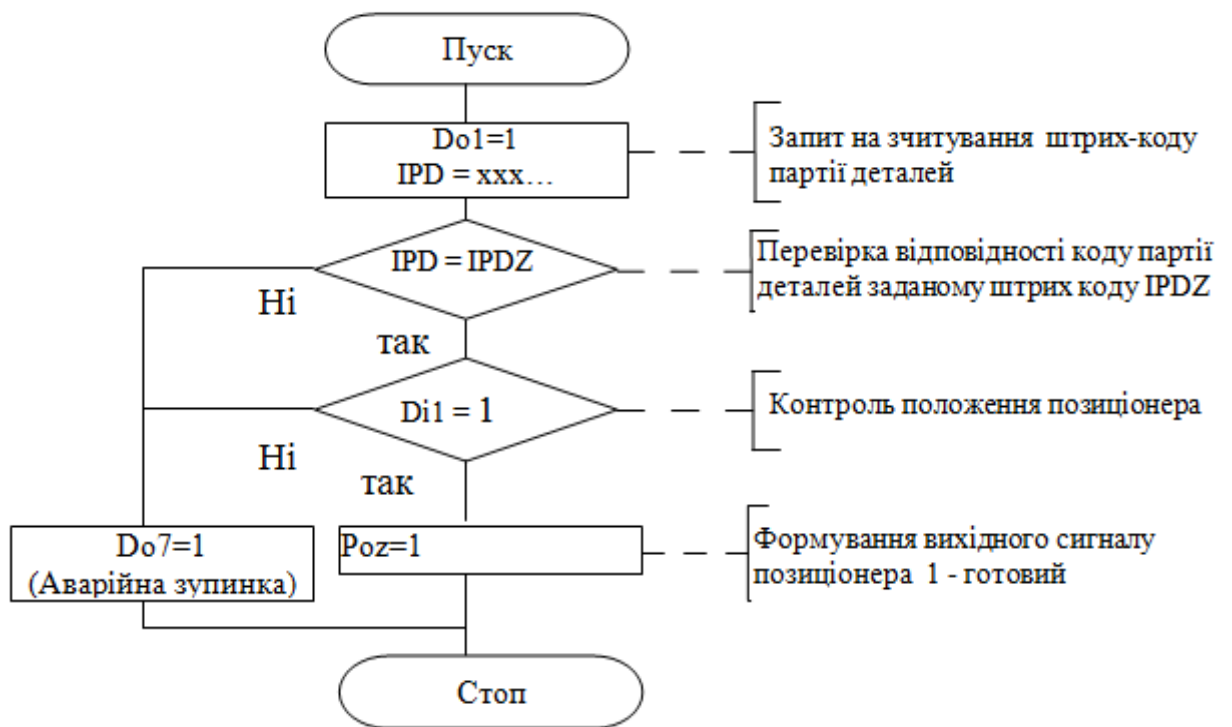 Пуск
Do1=1
IPD = xxx...
Запит на зчитування штрих-коду
партії деталей
IPD = IPDZ
Перевірка відповідності коду партії
деталей заданому штрих коду IPDZ
Ні
так
Di1 = 1
Контроль положення позиціонера
Ні
так
Do7=1
(Аварійна зупинка)
Poz=1
Формування вихідного сигналу
позиціонера 1 - готовий
Стоп